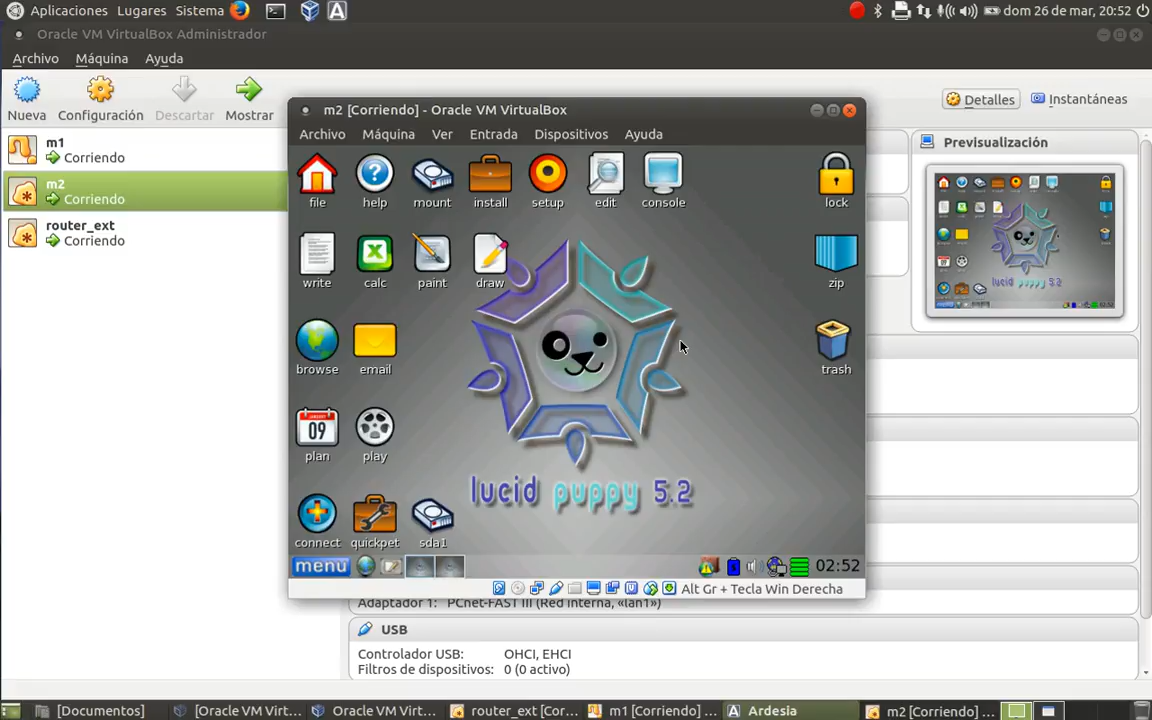 Aplicaciones Lugares Sistema A dom 26 de mar, 20:52
Oracle VM VirtualBox Administrador
Archivo Máquina Ayuda
Nueva Configuración Descartar Mostrar
Detalles Instantáneas
m1
Corriendo
m2
Corriendo
router_ext
Corriendo
Previsualización
m2 [Corriendo] - Oracle VM VirtualBox
Archivo Máquina Ver Entrada Dispositivos Ayuda
file help mount install setup edit console lock
write calc paint draw zip
browse email trash
JANUARY
09
plan play
lucid puppy 5.2
connect quickpet sda1
menu 02:52
Alt Gr + Tecla Win Derecha
Adaptador 1: PCnet-FAST III (Red interna, «lan1»)
USB
Controlador USB: OHCI, EHCI
Filtros de dispositivos: 0 (0 activo)
[Documentos] [Oracle VM Virt... Oracle VM Virt... router_ext [Cor... m1 [Corriendo] ... A Ardesia m2 [Corriendo] ...